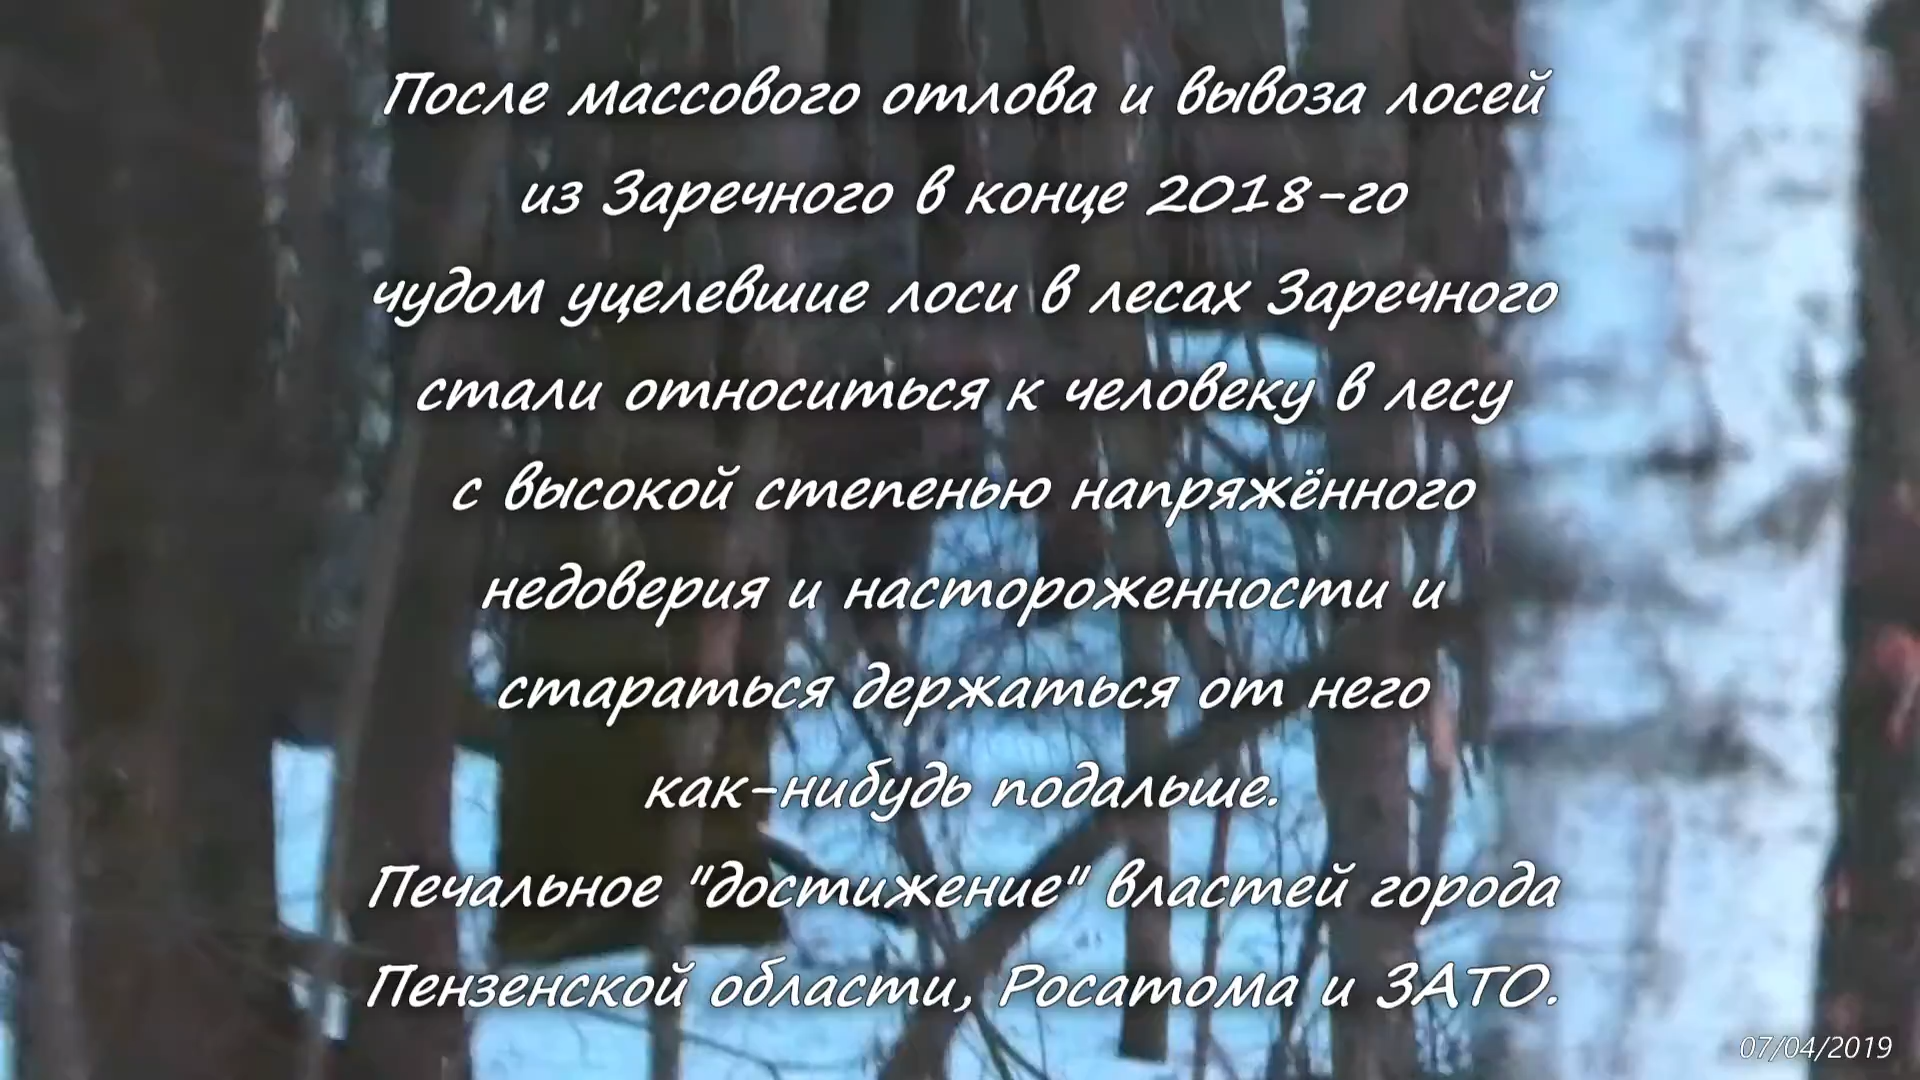 После массового отлова и вывоза лосей
из Заречного в конце 2018-го
чудом уцелевшие лоси в лесах Заречного
стали относиться к человеку в лесу
с высокой степенью напряжённого
недоверия и настороженности и
стараться держаться от него
как-нибудь подальше.
Печальное "достижение" властей города
Пензенской области, Росатома и ЗАТО.
07/04/2019